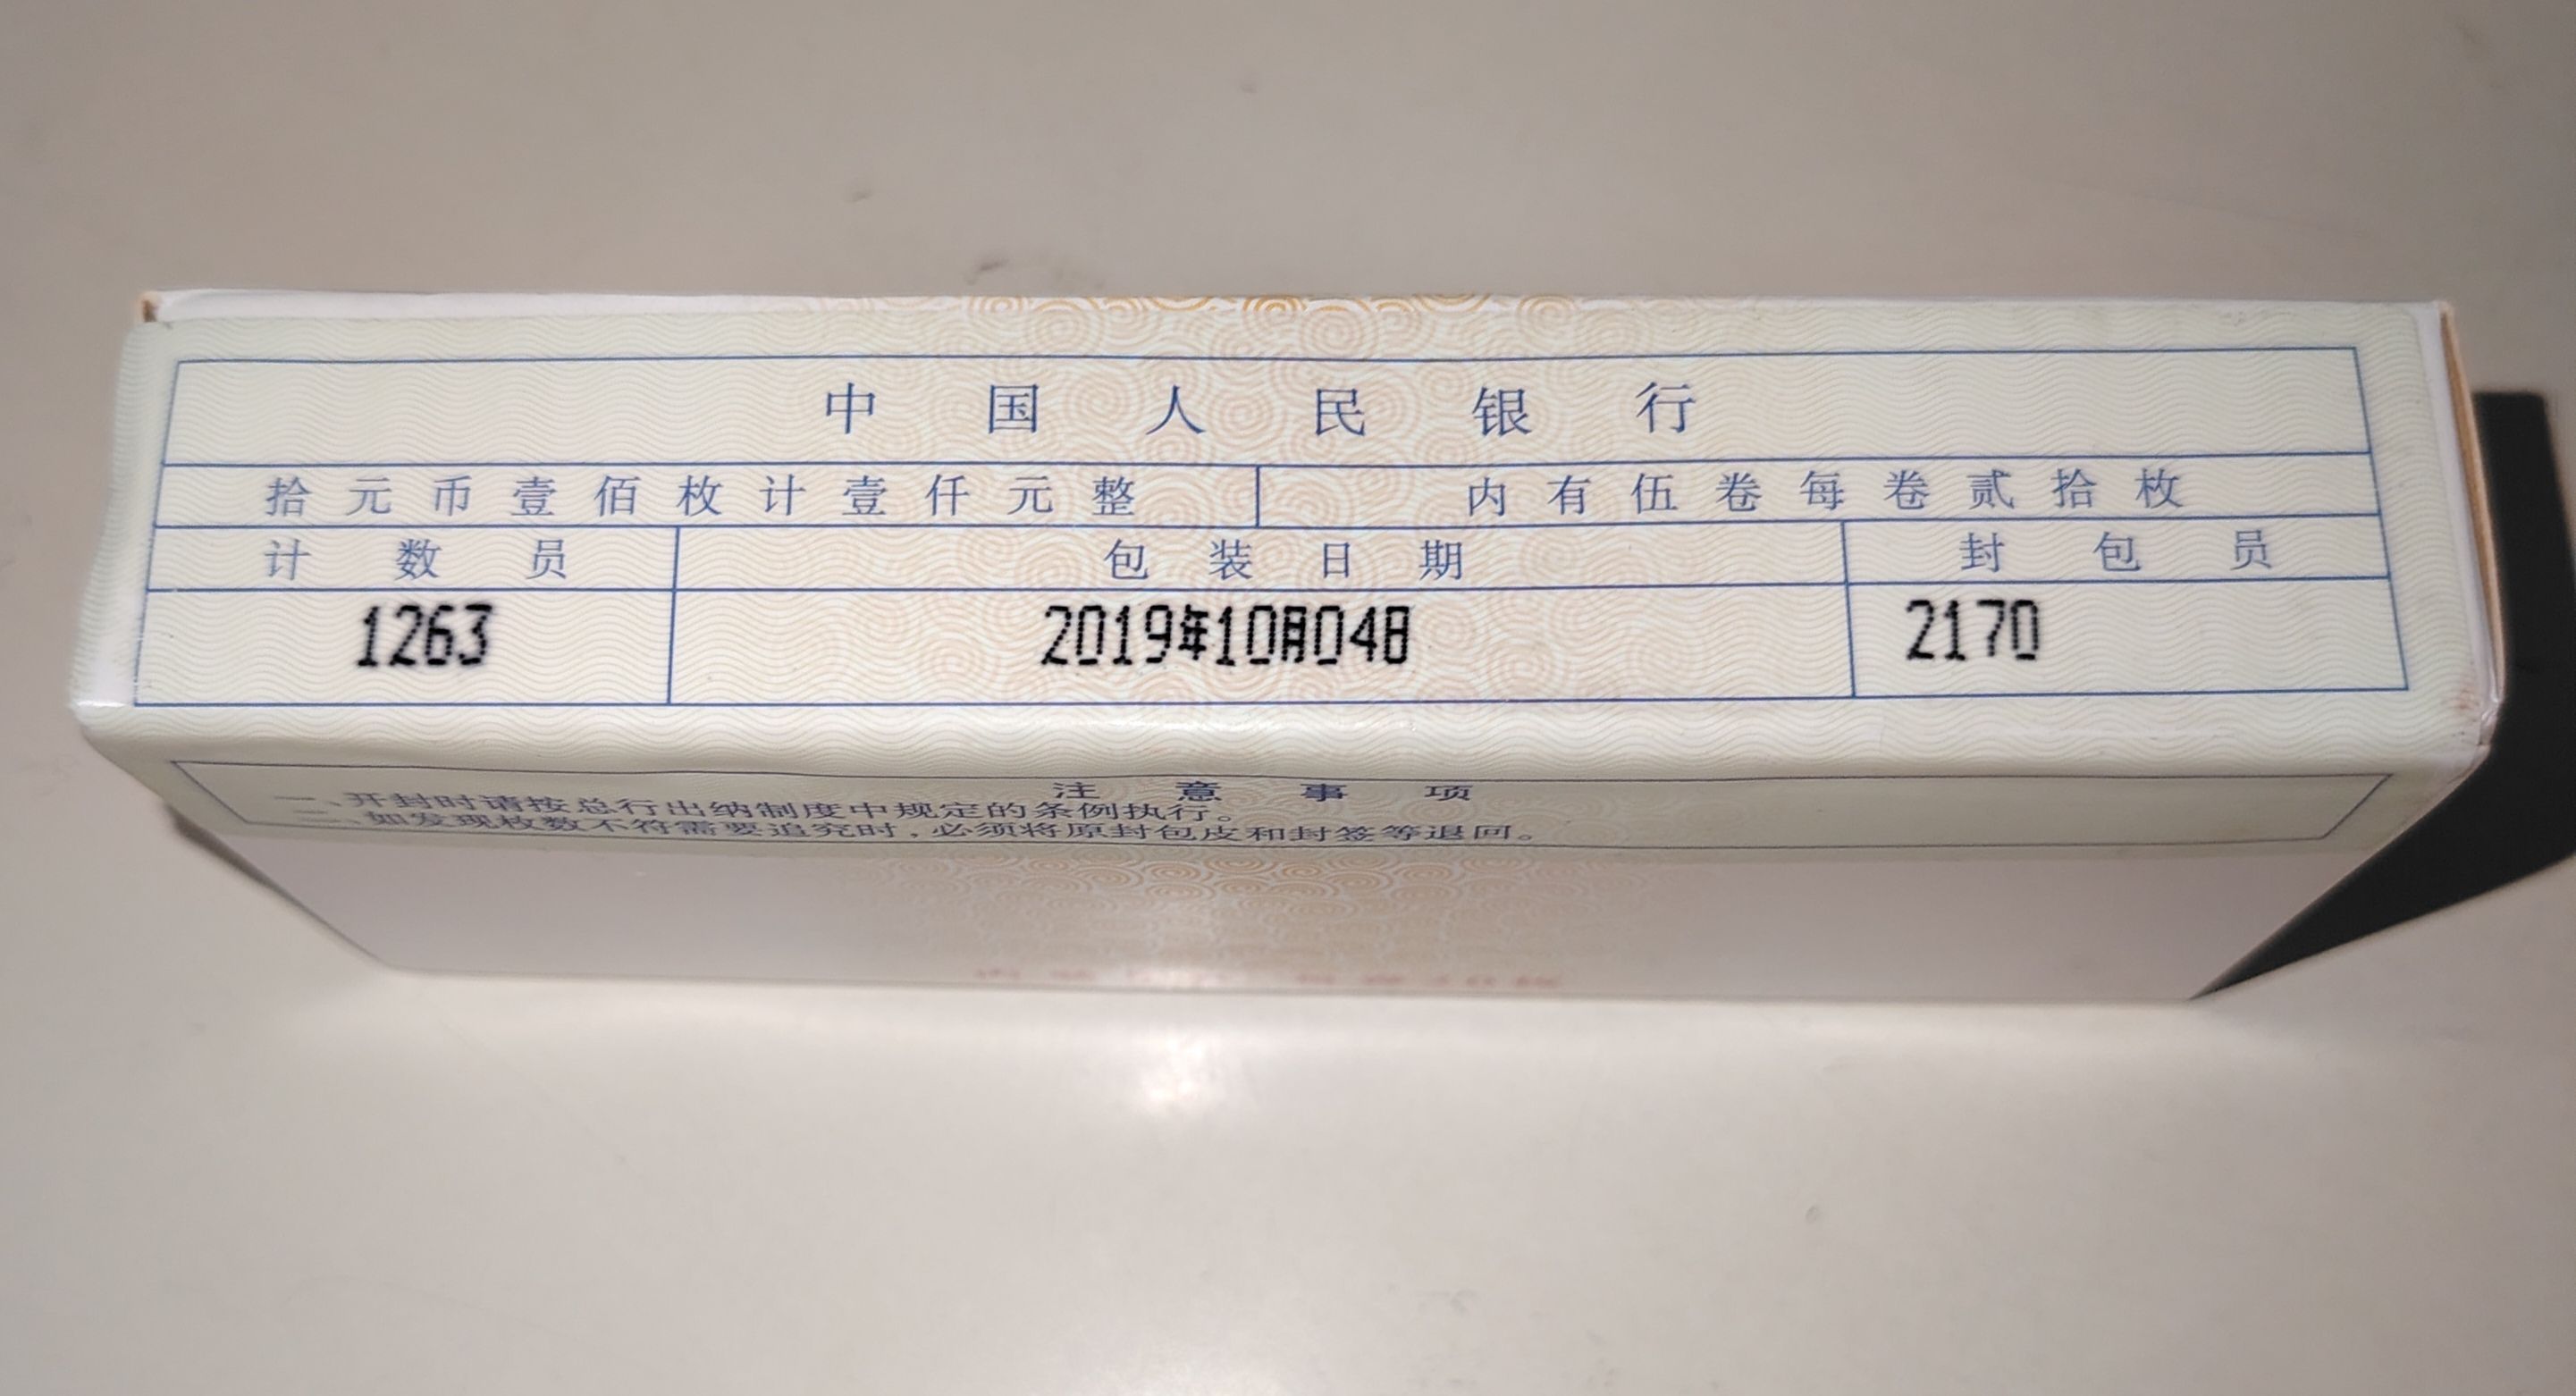 中国人民银行
拾元币壹佰枚计壹仟元整 内有伍卷每卷贰拾枚
计数员 包装日期 封包员
1263 2019年10月04日 2170
注意事项
一、开封时请按总行出纳制度中规定的条例执行。
二、如发现枚数不符需要追究时，必须将原封包皮和封签等退回。